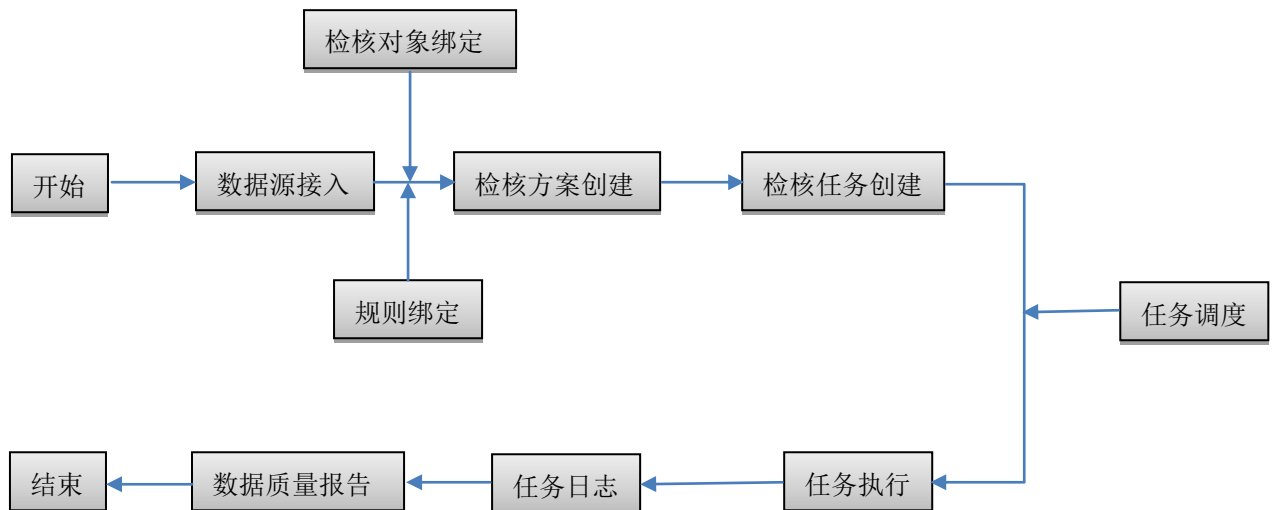 检核对象绑定
开始
数据源接入
检核方案创建
检核任务创建
规则绑定
任务调度
结束
数据质量报告
任务日志
任务执行